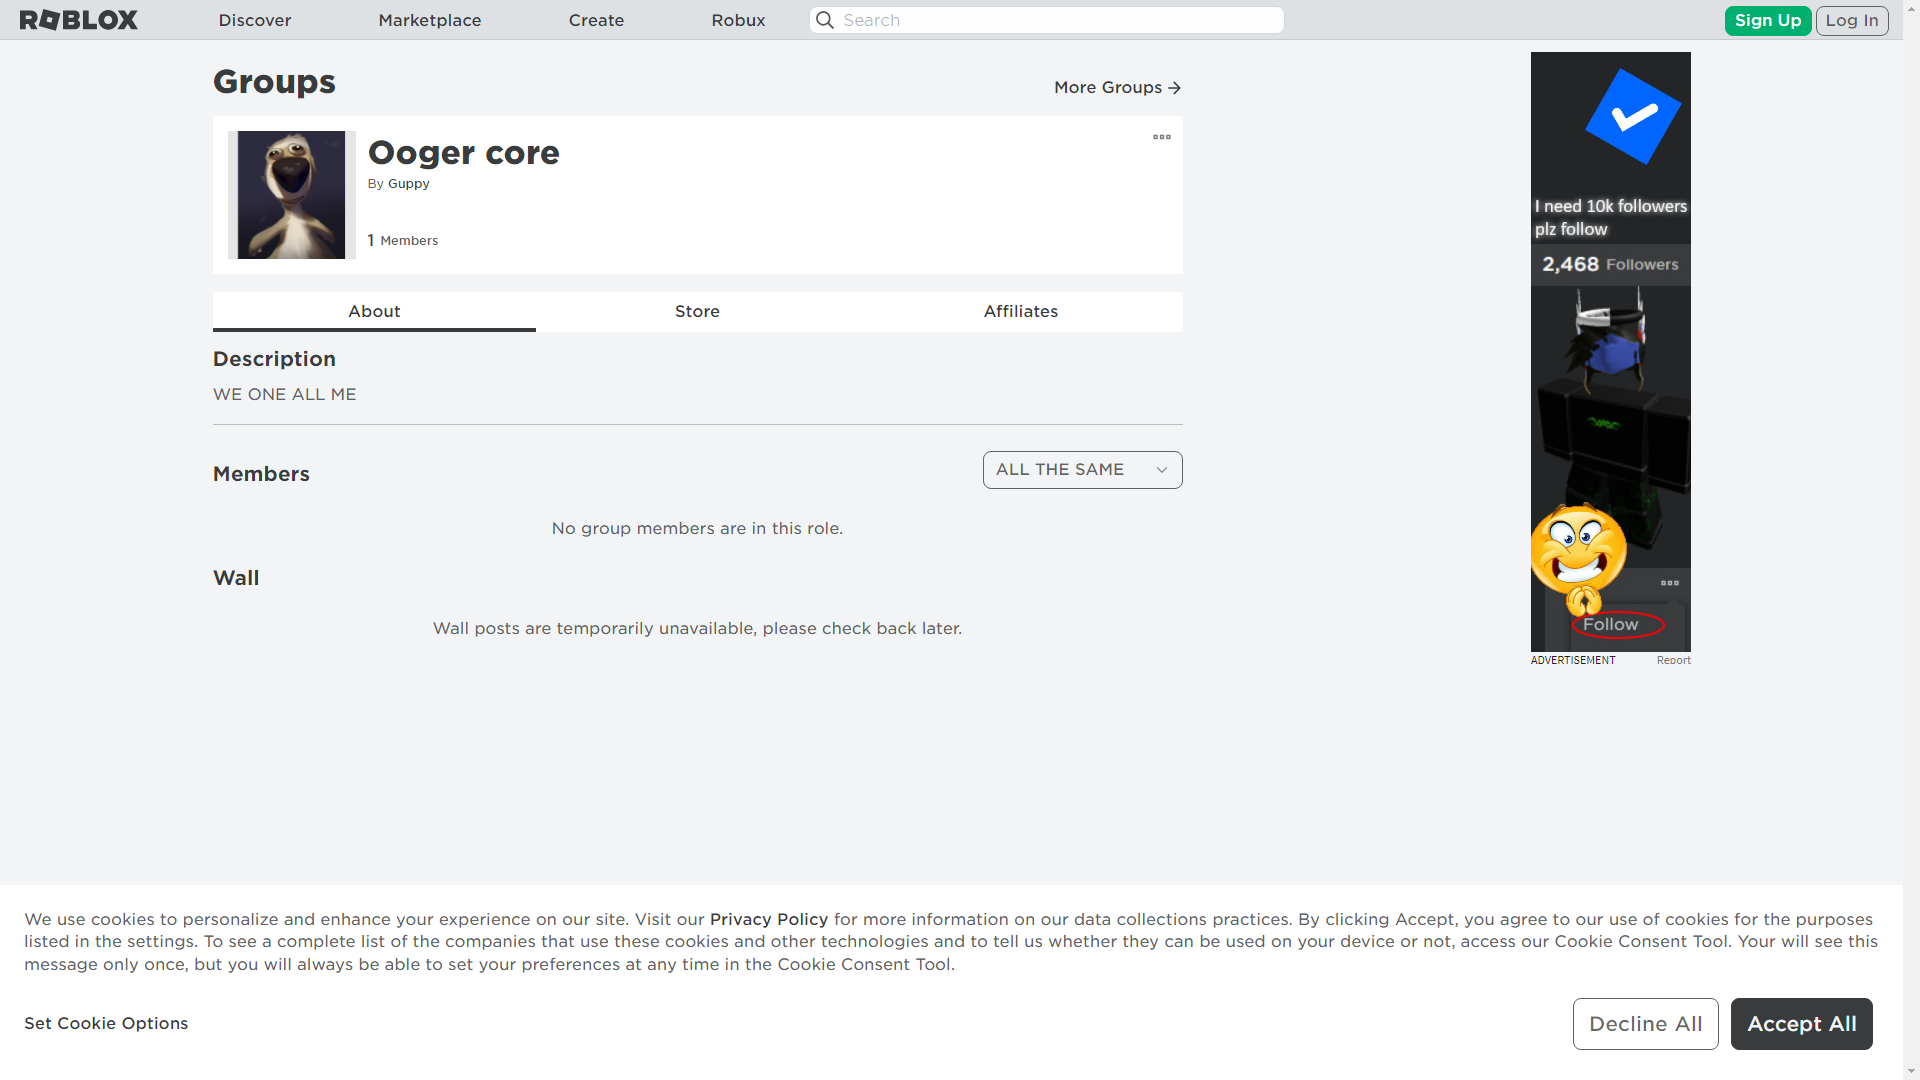 ROBLOX
Discover
Marketplace
Create
Robux
Search
Sign Up
Log In
Groups
More Groups
Ooger core
By Guppy
1 Members
About
Store
Affiliates
Description
WE ONE ALL ME
Members
ALL THE SAME
No group members are in this role.
Wall
Wall posts are temporarily unavailable, please check back later.
I need 10k followers
plz follow
2,468 Followers
Follow
ADVERTISEMENT
Report
We use cookies to personalize and enhance your experience on our site. Visit our Privacy Policy for more information on our data collections practices. By clicking Accept, you agree to our use of cookies for the purposes
listed in the settings. To see a complete list of the companies that use these cookies and other technologies and to tell us whether they can be used on your device or not, access our Cookie Consent Tool. Your will see this
message only once, but you will always be able to set your preferences at any time in the Cookie Consent Tool.
Set Cookie Options
Decline All
Accept All